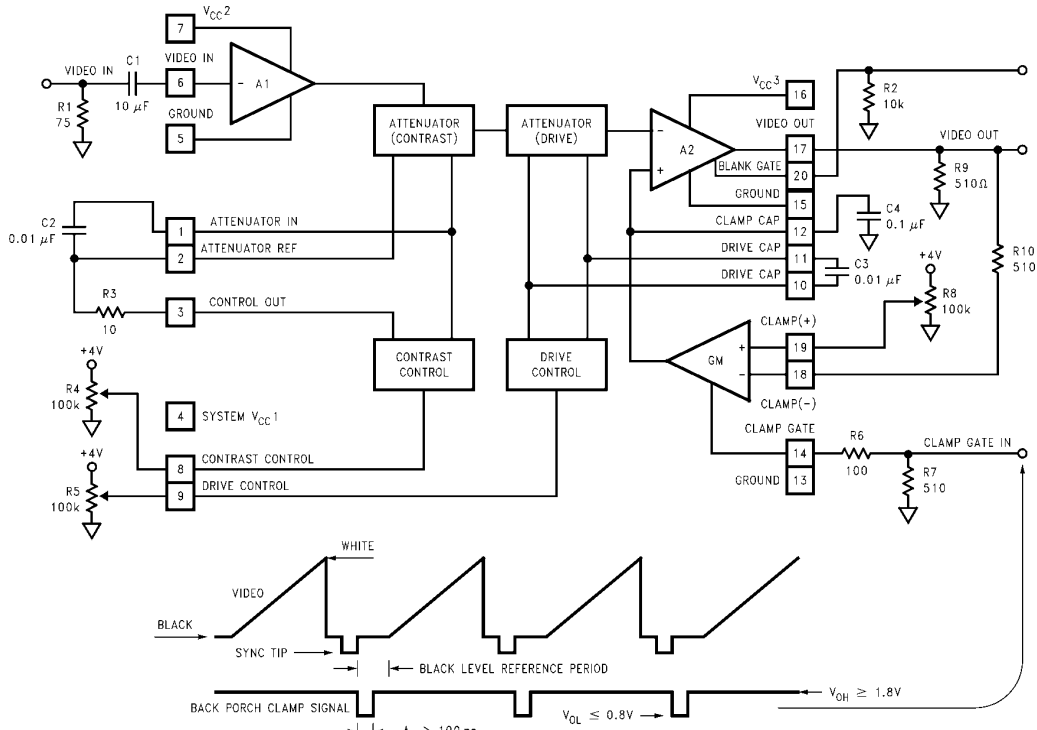 V_CC2
7
VIDEO IN
C1
VIDEO IN
6
10 μF
R1
75
GROUND
5
−
A1
ATTENUATOR
(CONTRAST)
ATTENUATOR
(DRIVE)
−
A2
+
V_CC3
16
VIDEO OUT
17
BLANK GATE
20
GROUND
15
CLAMP CAP
12
DRIVE CAP
11
DRIVE CAP
10
R2
10k
VIDEO OUT
R9
510Ω
C4
0.1 μF
C3
0.01 μF
R10
510
+4V
R8
100k
C2
0.01 μF
1
ATTENUATOR IN
2
ATTENUATOR REF
R3
10
3
CONTROL OUT
CONTRAST
CONTROL
DRIVE
CONTROL
GM
+
−
CLAMP(+)
19
18
CLAMP(−)
+4V
R4
100k
4
SYSTEM V_CC1
+4V
R5
100k
8
CONTRAST CONTROL
9
DRIVE CONTROL
CLAMP GATE
14
GROUND
13
R6
100
CLAMP GATE IN
R7
510
WHITE
VIDEO
BLACK
SYNC TIP
BLACK LEVEL REFERENCE PERIOD
BACK PORCH CLAMP SIGNAL
V_OL ≤ 0.8V
V_OH ≥ 1.8V